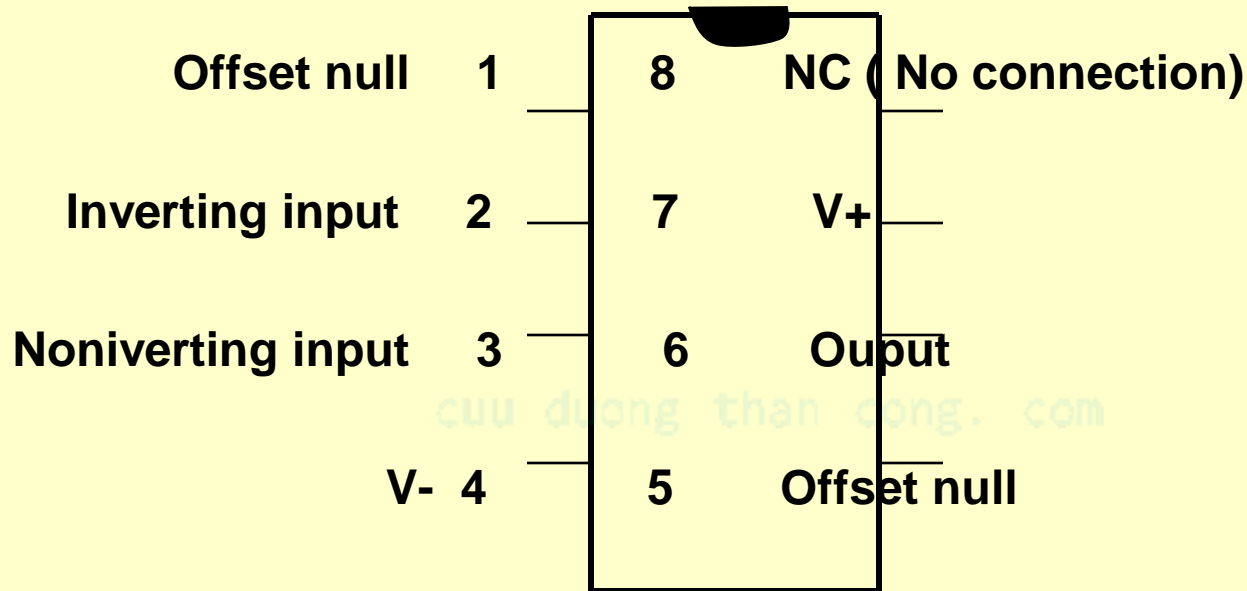 Offset null 1 8 NC ( No connection)
Inverting input 2 7 V+
Noniverting input 3 6 Ouput
cuu duong than cong. com
V- 4 5 Offset null